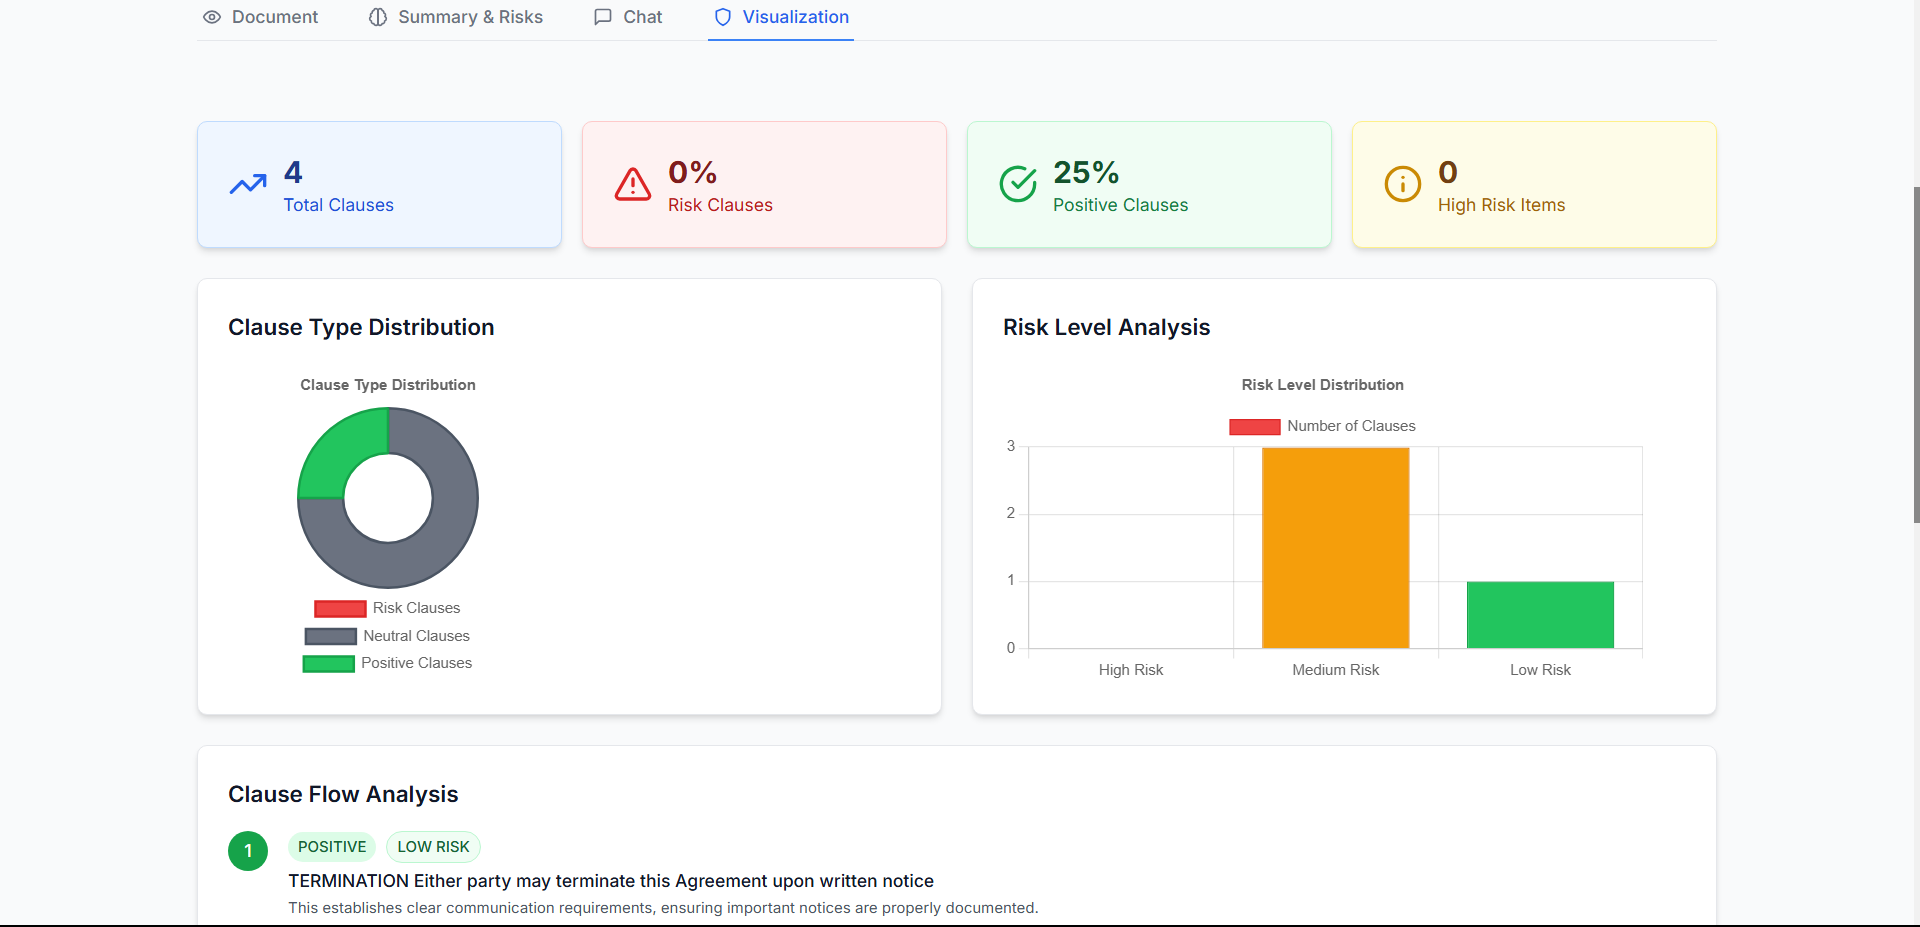 Document
Summary & Risks
Chat
Visualization
4
Total Clauses
0%
Risk Clauses
25%
Positive Clauses
0
High Risk Items
Clause Type Distribution
Clause Type Distribution
Risk Clauses
Neutral Clauses
Positive Clauses
Risk Level Analysis
Risk Level Distribution
Number of Clauses
3
2
1
0
High Risk
Medium Risk
Low Risk
Clause Flow Analysis
1
POSITIVE
LOW RISK
TERMINATION Either party may terminate this Agreement upon written notice
This establishes clear communication requirements, ensuring important notices are properly documented.